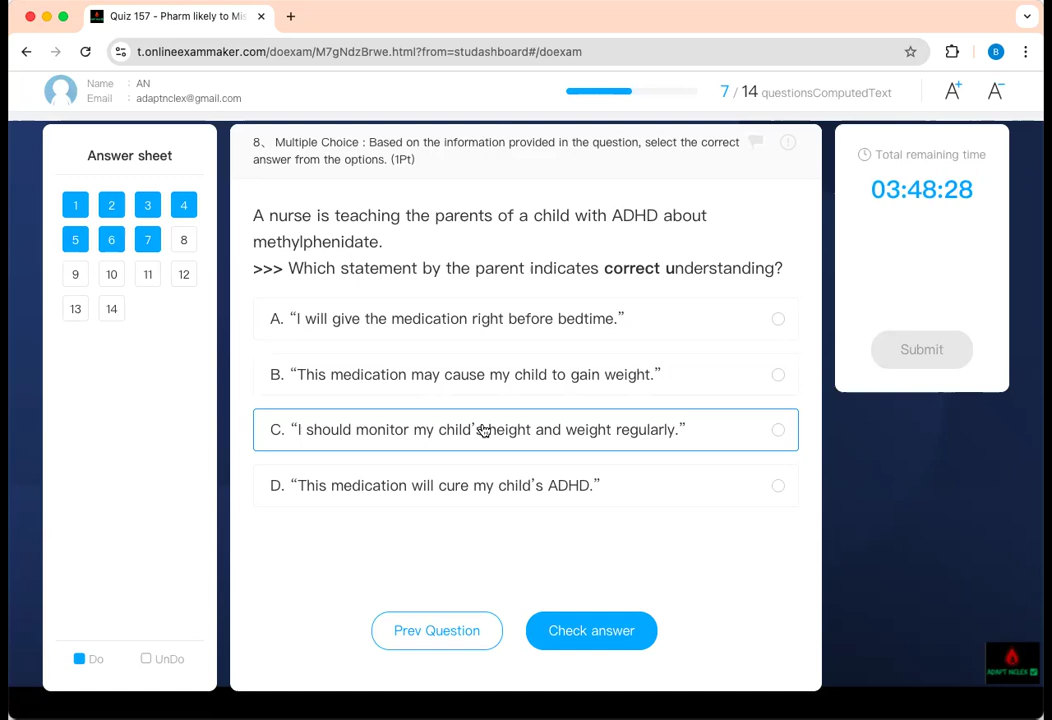 Quiz 157 - Pharm likely to Mi
t.onlineexammaker.com/doexam/M7gNdzBrwe.html?from=studashboard#/doexam
B
Name : AN
Email : adaptnclex@gmail.com
7 / 14 questionsComputedText
A+ A-
Answer sheet
1 2 3 4
5 6 7 8
9 10 11 12
13 14
Do UnDo
8、 Multiple Choice : Based on the information provided in the question, select the correct
answer from the options. (1Pt)
A nurse is teaching the parents of a child with ADHD about
methylphenidate.
>>> Which statement by the parent indicates correct understanding?
A. “I will give the medication right before bedtime.”
B. “This medication may cause my child to gain weight.”
C. “I should monitor my child’s height and weight regularly.”
D. “This medication will cure my child’s ADHD.”
Prev Question
Check answer
Total remaining time
03:48:28
Submit
ADAPT NCLEX